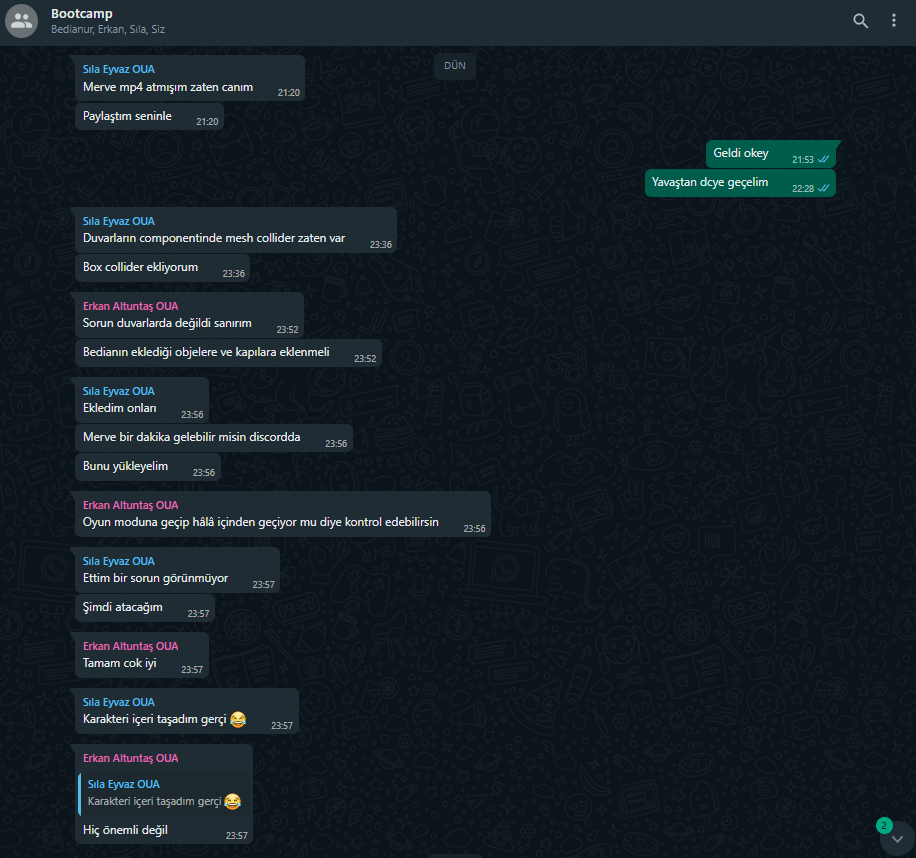 Bootcamp
Bedianur, Erkan, Sıla, Siz
DÜN
Sıla Eyvaz OUA
Merve mp4 atmışım zaten canım
21:20
Paylaştım seninle
21:20
Geldi okey
21:53
Yavaştan dcye geçelim
22:28
Sıla Eyvaz OUA
Duvarların componentinde mesh collider zaten var
23:36
Box collider ekliyorum
23:36
Erkan Altuntaş OUA
Sorun duvarlarda değildi sanırım
23:52
Bedianın eklediği objelere ve kapılara eklenmeli
23:52
Sıla Eyvaz OUA
Ekledim onları
23:56
Merve bir dakika gelebilir misin discordda
23:56
Bunu yükleyelim
23:56
Erkan Altuntaş OUA
Oyun moduna geçip hâlâ içinden geçiyor mu diye kontrol edebilirsin
23:56
Sıla Eyvaz OUA
Ettim bir sorun görünmüyor
23:57
Şimdi atacağım
23:57
Erkan Altuntaş OUA
Tamam cok iyi
23:57
Sıla Eyvaz OUA
Karakteri içeri taşadım gerçi 😂
23:57
Erkan Altuntaş OUA
Sıla Eyvaz OUA
Karakteri içeri taşadım gerçi 😂
Hiç önemli değil
23:57
2